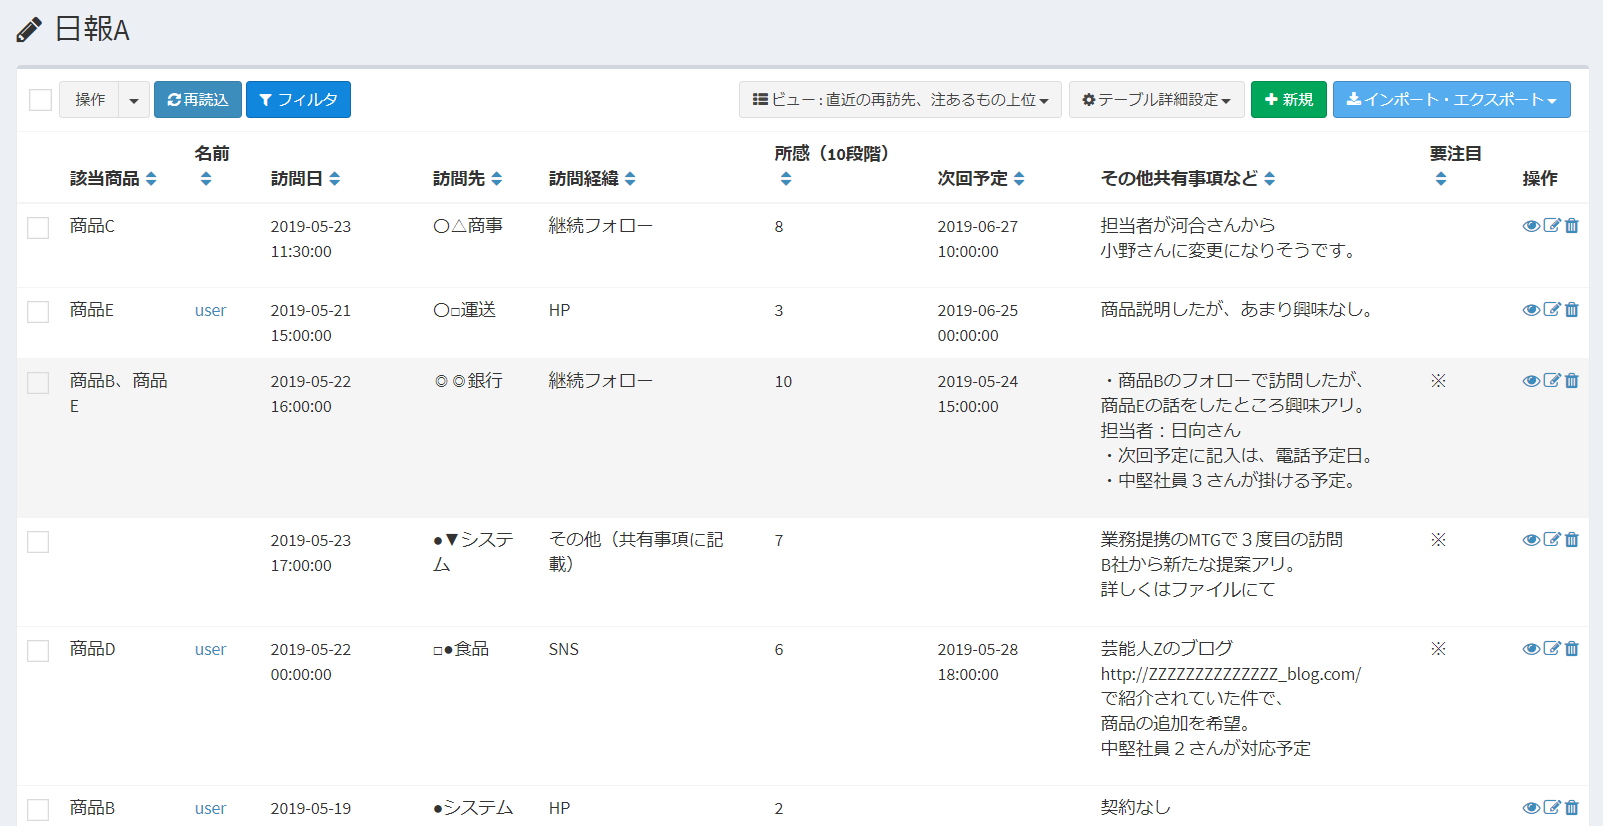 日報A
操作 再読込 フィルタ ビュー : 直近の再訪先、注あるもの上位 テーブル詳細設定 新規 インポート・エクスポート
該当商品 名前 訪問日 訪問先 訪問経緯 所感（10段階） 次回予定 その他共有事項など 要注目 操作
商品C 2019-05-23 〇△商事 継続フォロー 8 2019-06-27 担当者が河合さんから
11:30:00 10:00:00 小野さんに変更になりそうです。
商品E user 2019-05-21 〇□運送 HP 3 2019-06-25 商品説明したが、あまり興味なし。
15:00:00 00:00:00
商品B、商品 2019-05-22 ◎◎銀行 継続フォロー 10 2019-05-24 ・商品Bのフォローで訪問したが、 ※
E 16:00:00 15:00:00 商品Eの話をしたところ興味アリ。
担当者：日向さん
・次回予定に記入は、電話予定日。
・中堅社員３さんが掛ける予定。
2019-05-23 ●▼システ その他（共有事項に記 7 業務提携のMTGで３度目の訪問 ※
17:00:00 ム 載） B社から新たな提案アリ。
詳しくはファイルにて
商品D user 2019-05-22 □●食品 SNS 6 2019-05-28 芸能人Zのブログ ※
00:00:00 18:00:00 http://ZZZZZZZZZZZZZZ_blog.com/
で紹介されていた件で、
商品の追加を希望。
中堅社員２さんが対応予定
商品B user 2019-05-19 ●システム HP 2 契約なし